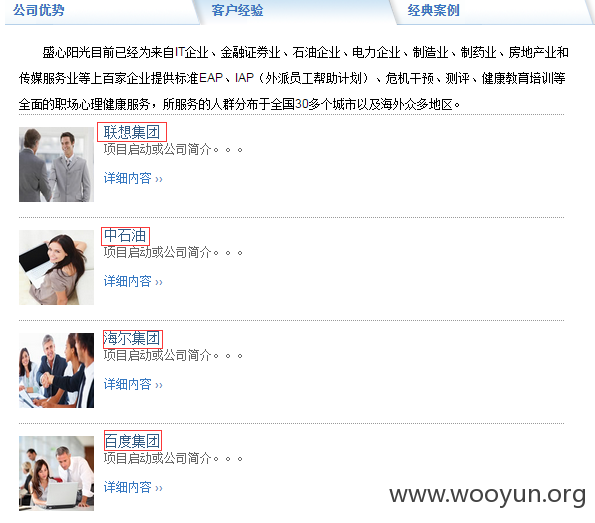 公司优势 客户经验 经典案例
盛心阳光目前已经为来自IT企业、金融证券业、石油企业、电力企业、制造业、制药业、房地产业和
传媒服务业等上百家企业提供标准EAP、IAP（外派员工帮助计划）、危机干预、测评、健康教育培训等
全面的职场心理健康服务，所服务的人群分布于全国30多个城市以及海外众多地区。
联想集团
项目启动或公司简介。。。
详细内容 ››
中石油
项目启动或公司简介。。。
详细内容 ››
海尔集团
项目启动或公司简介。。。
详细内容 ››
百度集团
项目启动或公司简介。。。
详细内容 ››
www.wooyun.org